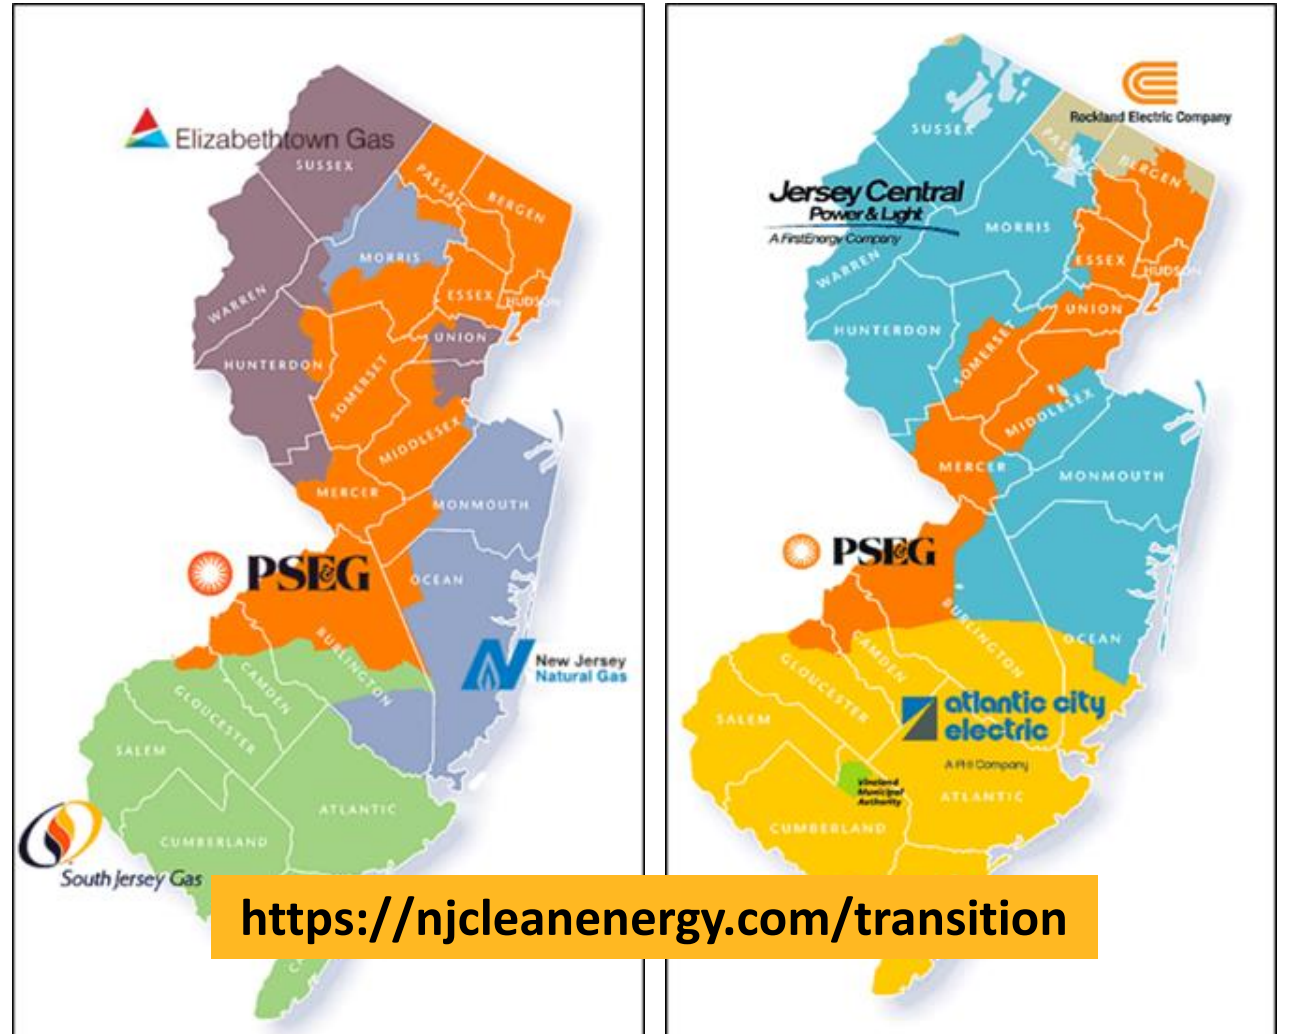 Elizabethtown Gas
SUSSEX
PASSAIC
BERGEN
MORRIS
WARREN
ESSEX
HUDSON
UNION
HUNTERDON
SOMERSET
MIDDLESEX
MERCER
MONMOUTH
PSE&G
OCEAN
BURLINGTON
New Jersey
Natural Gas
CAMDEN
GLOUCESTER
SALEM
ATLANTIC
CUMBERLAND
South Jersey Gas
Rockland Electric Company
SUSSEX
BERGEN
Jersey Central
Power & Light
A FirstEnergy Company
MORRIS
WARREN
ESSEX
HUDSON
UNION
HUNTERDON
SOMERSET
MIDDLESEX
MERCER
MONMOUTH
PSE&G
BURLINGTON
OCEAN
CAMDEN
GLOUCESTER
atlantic city
electric
A PHI Company
SALEM
Vineland
Municipal
Authority
ATLANTIC
CUMBERLAND
https://njcleanenergy.com/transition